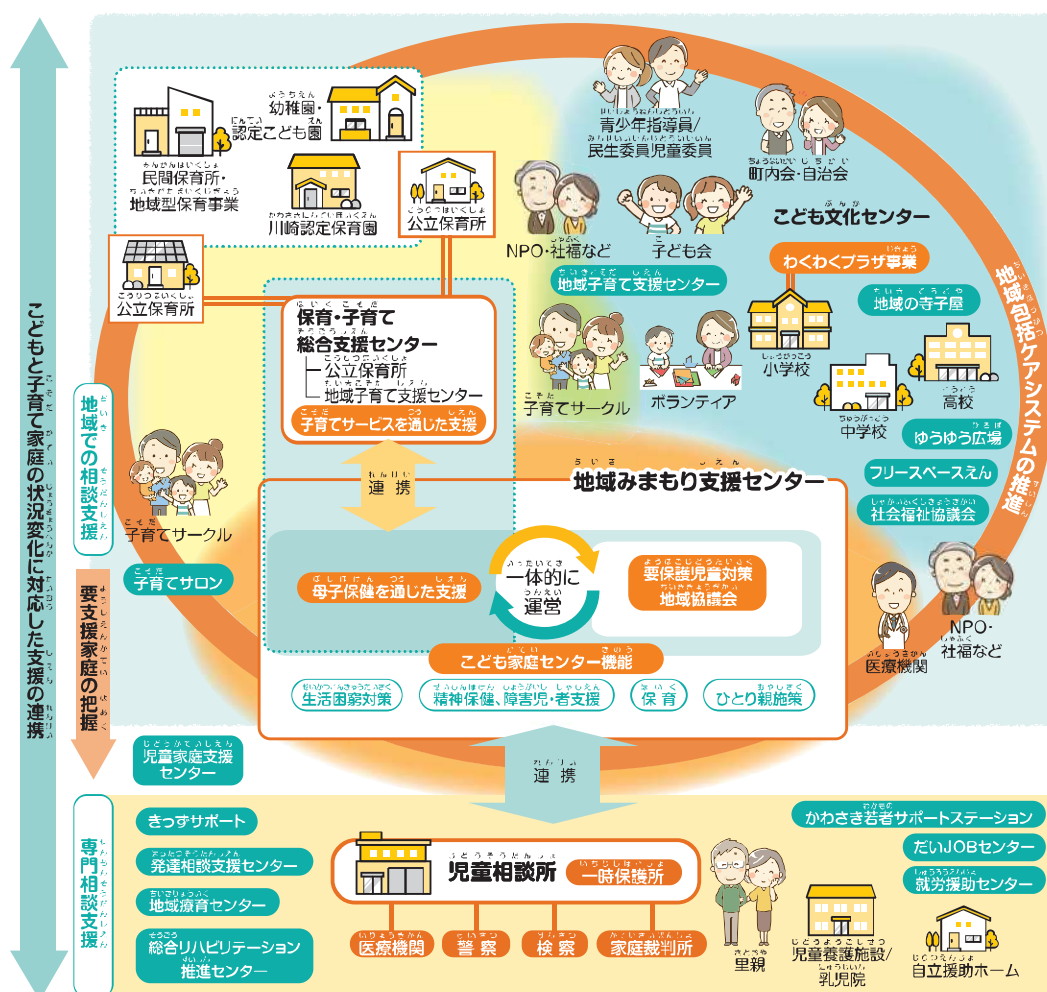 こどもと子育て家庭の状況変化に対応した支援の連携
地域での相談支援
要支援家庭の把握
専門相談支援
地域包括ケアシステムの推進
幼稚園・
認定こども園
民間保育所・
地域型保育事業
川崎認定保育園
公立保育所
公立保育所
保育・子育て
総合支援センター
公立保育所
地域子育て支援センター
子育てサービスを通じた支援
青少年指導員/
民生委員児童委員
町内会・自治会
NPO・社福など
子ども会
こども文化センター
わくわくプラザ事業
地域子育て支援センター
地域の寺子屋
小学校
高校
中学校
子育てサークル
ボランティア
ゆうゆう広場
フリースペースえん
社会福祉協議会
子育てサークル
子育てサロン
連携
地域みまもり支援センター
母子保健を通じた支援
一体的に
運営
要保護児童対策
地域協議会
こども家庭センター機能
生活困窮対策
精神保健、障害児・者支援
保育
ひとり親施策
医療機関
NPO・
社福など
児童家庭支援
センター
連携
きっずサポート
発達相談支援センター
地域療育センター
総合リハビリテーション
推進センター
児童相談所
一時保護所
医療機関
警察
検察
家庭裁判所
里親
児童養護施設/
乳児院
自立援助ホーム
かわさき若者サポートステーション
だいJOBセンター
就労援助センター